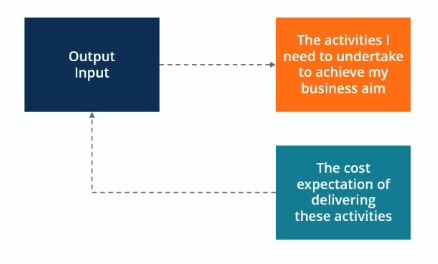 Output
Input
The activities I
need to undertake
to achieve my
business aim
The cost
expectation of
delivering
these activities